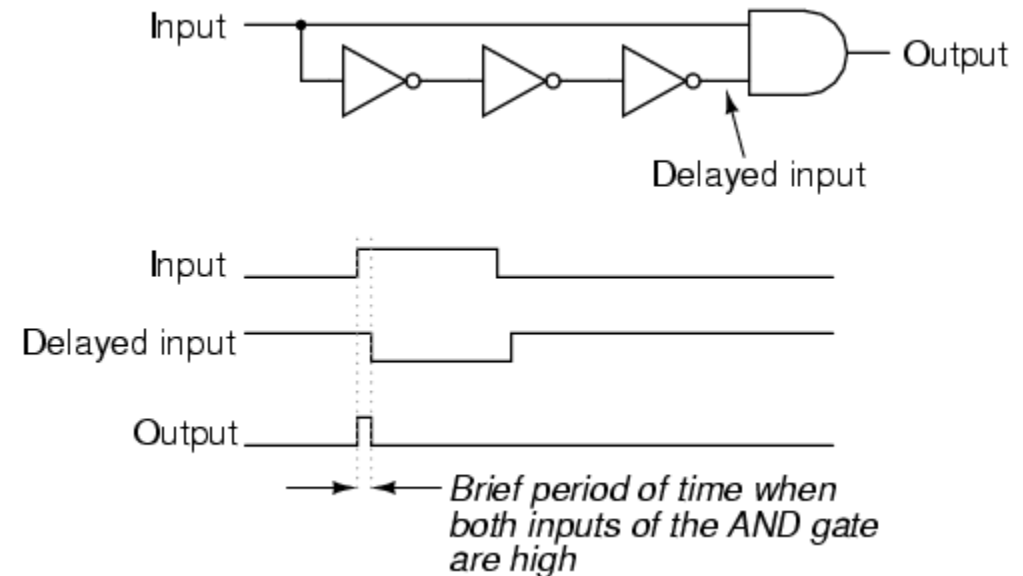 Input
Output
Delayed input
Input
Delayed input
Output
Brief period of time when
both inputs of the AND gate
are high